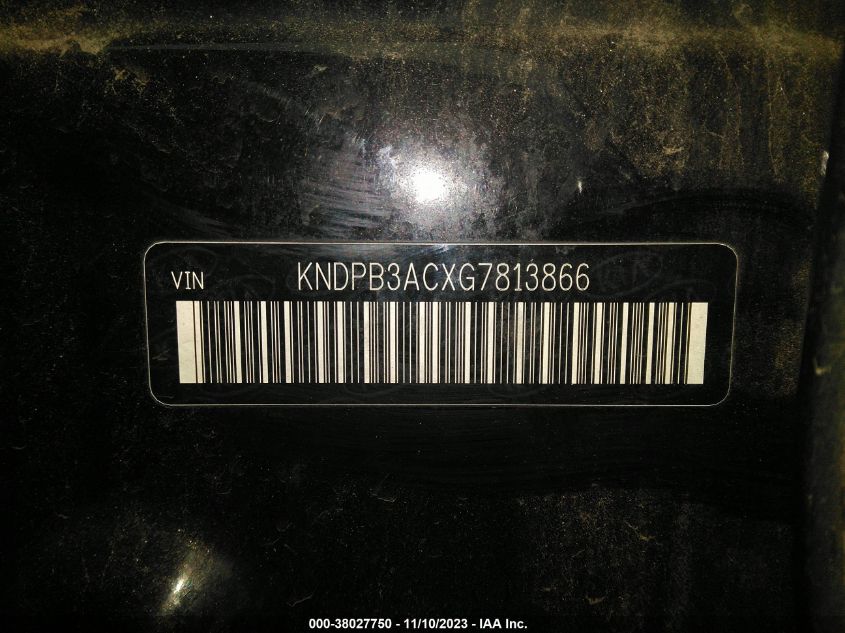 VIN KNDPB3ACXG7813866
000-38027750 - 11/10/2023 - IAA Inc.